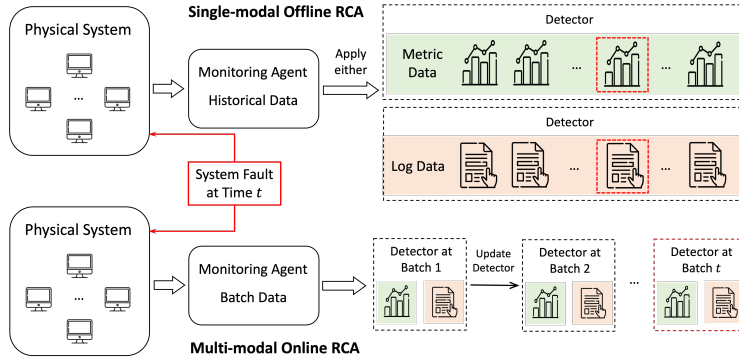 Single-modal Offline RCA
Physical System
...
Monitoring Agent
Historical Data
Apply
either
Detector
Metric
Data
... ...
Detector
Log Data
... ...
System Fault
at Time t
Physical System
...
Monitoring Agent
Batch Data
Detector at
Batch 1
Update
Detector
Detector at
Batch 2
...
Detector at
Batch t
Multi-modal Online RCA